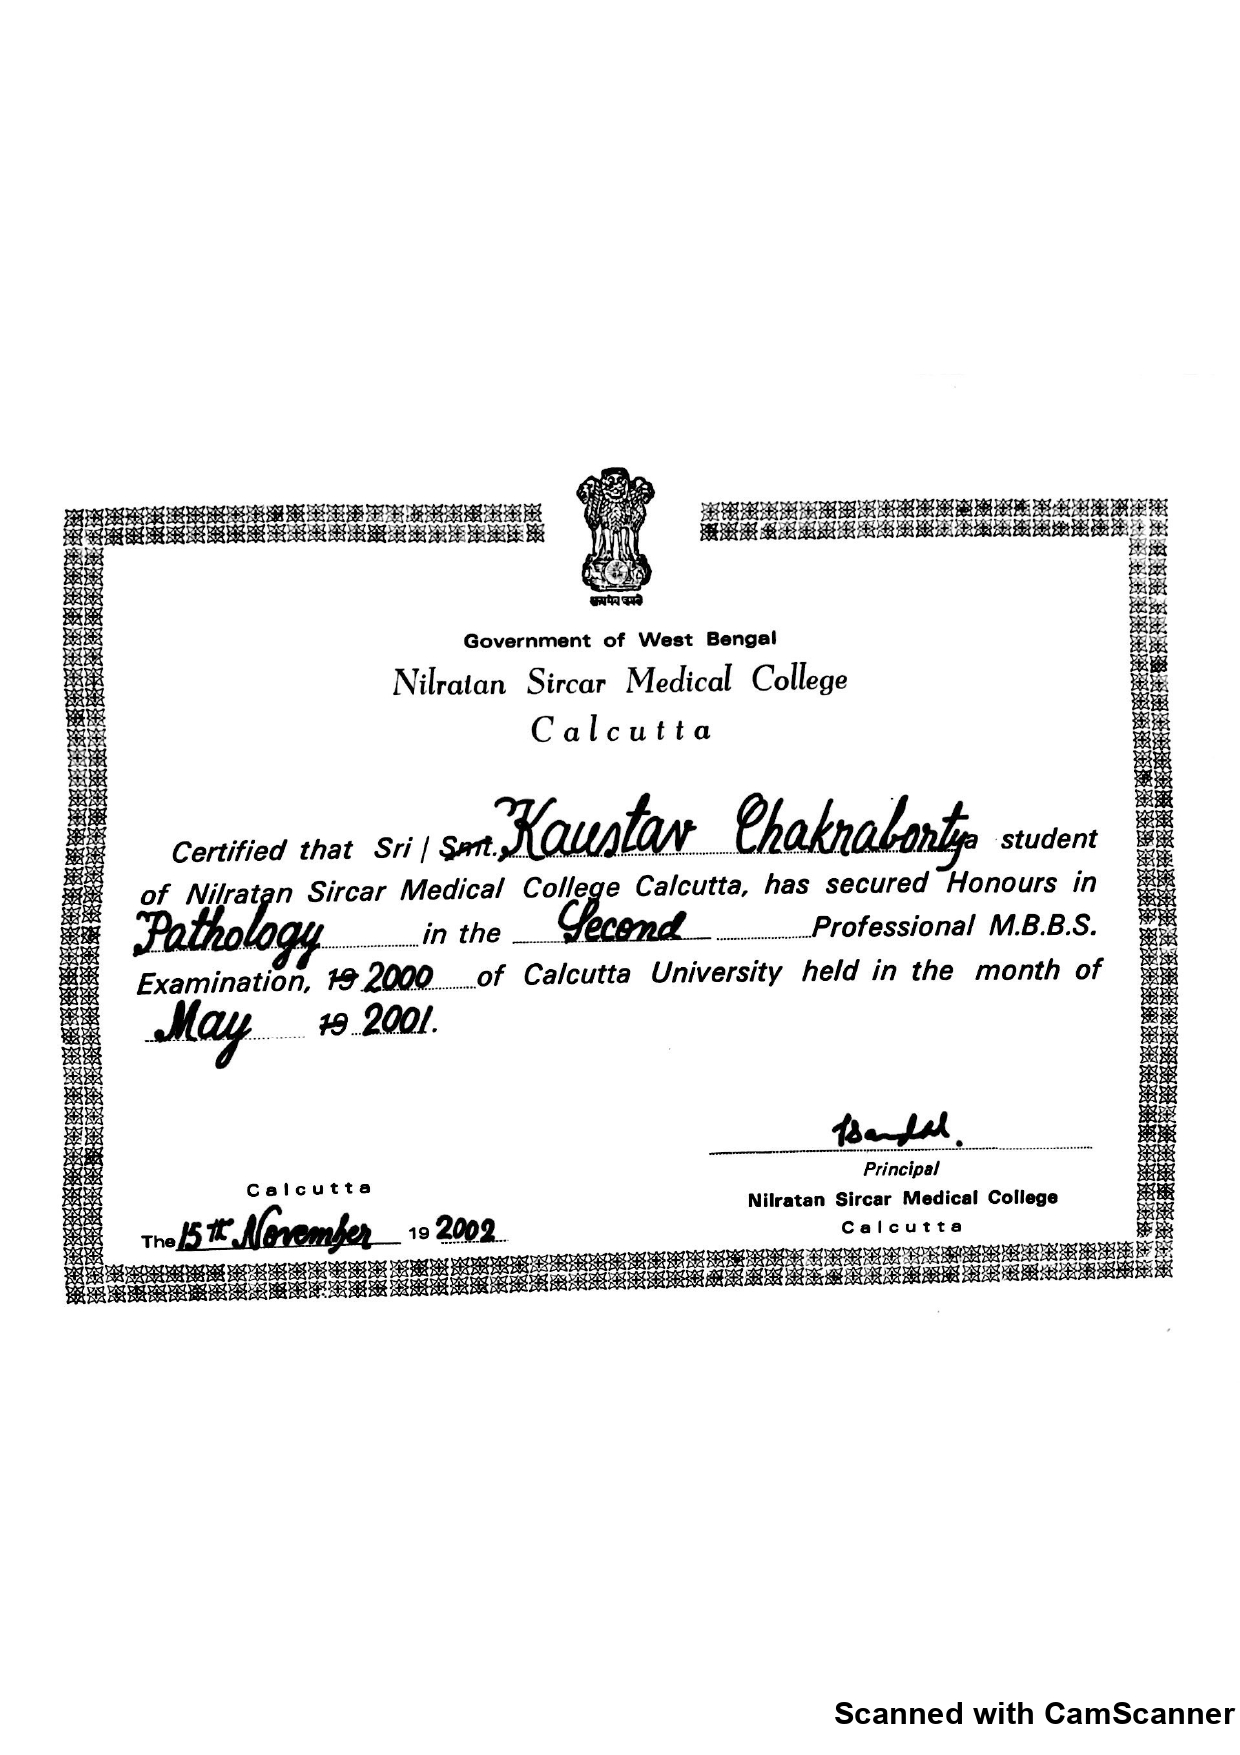 सत्यमेव जयते
Government of West Bengal
Nilratan Sircar Medical College
Calcutta
Certified that Sri / Smt. Kaustav Chakraborty a student
of Nilratan Sircar Medical College Calcutta, has secured Honours in
Pathology in the Second Professional M.B.B.S.
Examination, 19 2000 of Calcutta University held in the month of
May 19 2001.
Principal
Calcutta
Nilratan Sircar Medical College
Calcutta
The 15th November 19 2002
Scanned with CamScanner